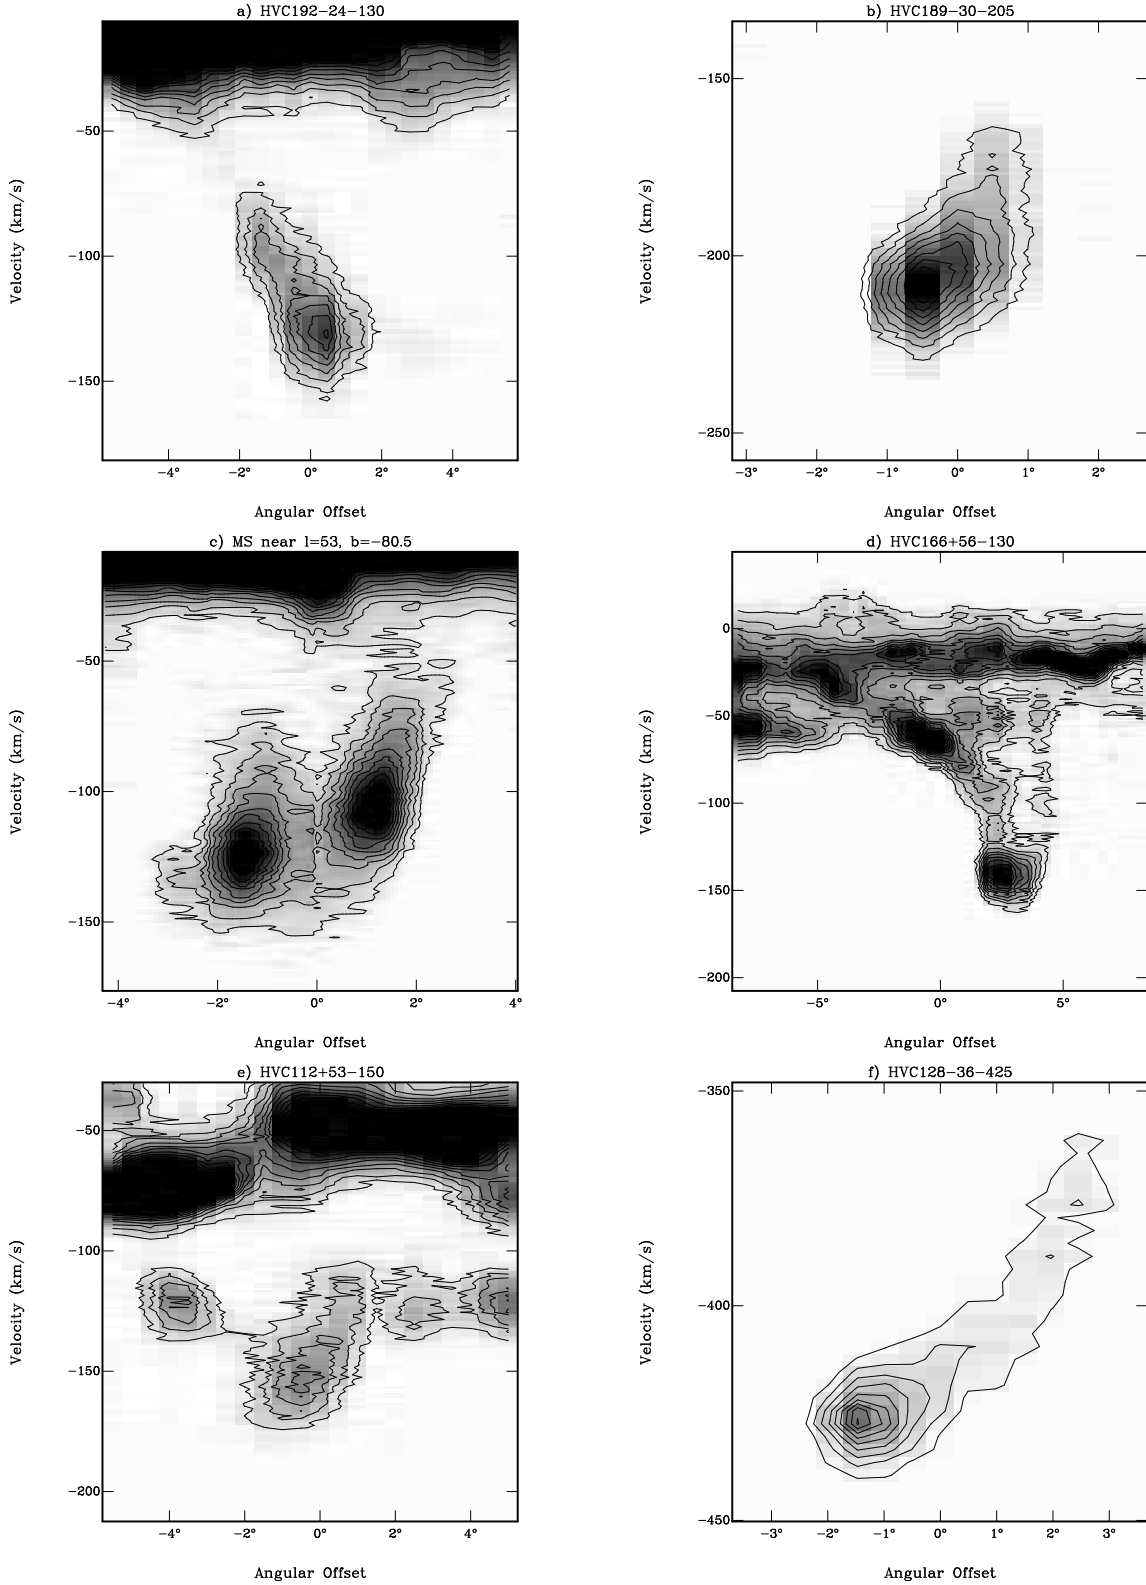 a) HVC192−24−130
−50
−100
−150
Velocity (km/s)
−4° −2° 0° 2° 4°
Angular Offset
b) HVC189−30−205
−150
−200
−250
Velocity (km/s)
−3° −2° −1° 0° 1° 2°
Angular Offset
c) MS near l=53, b=−80.5
−50
−100
−150
Velocity (km/s)
−4° −2° 0° 2° 4°
Angular Offset
d) HVC166+56−130
0
−50
−100
−150
−200
Velocity (km/s)
−5° 0° 5°
Angular Offset
e) HVC112+53−150
−50
−100
−150
−200
Velocity (km/s)
−4° −2° 0° 2° 4°
Angular Offset
f) HVC128−36−425
−350
−400
−450
Velocity (km/s)
−3° −2° −1° 0° 1° 2° 3°
Angular Offset